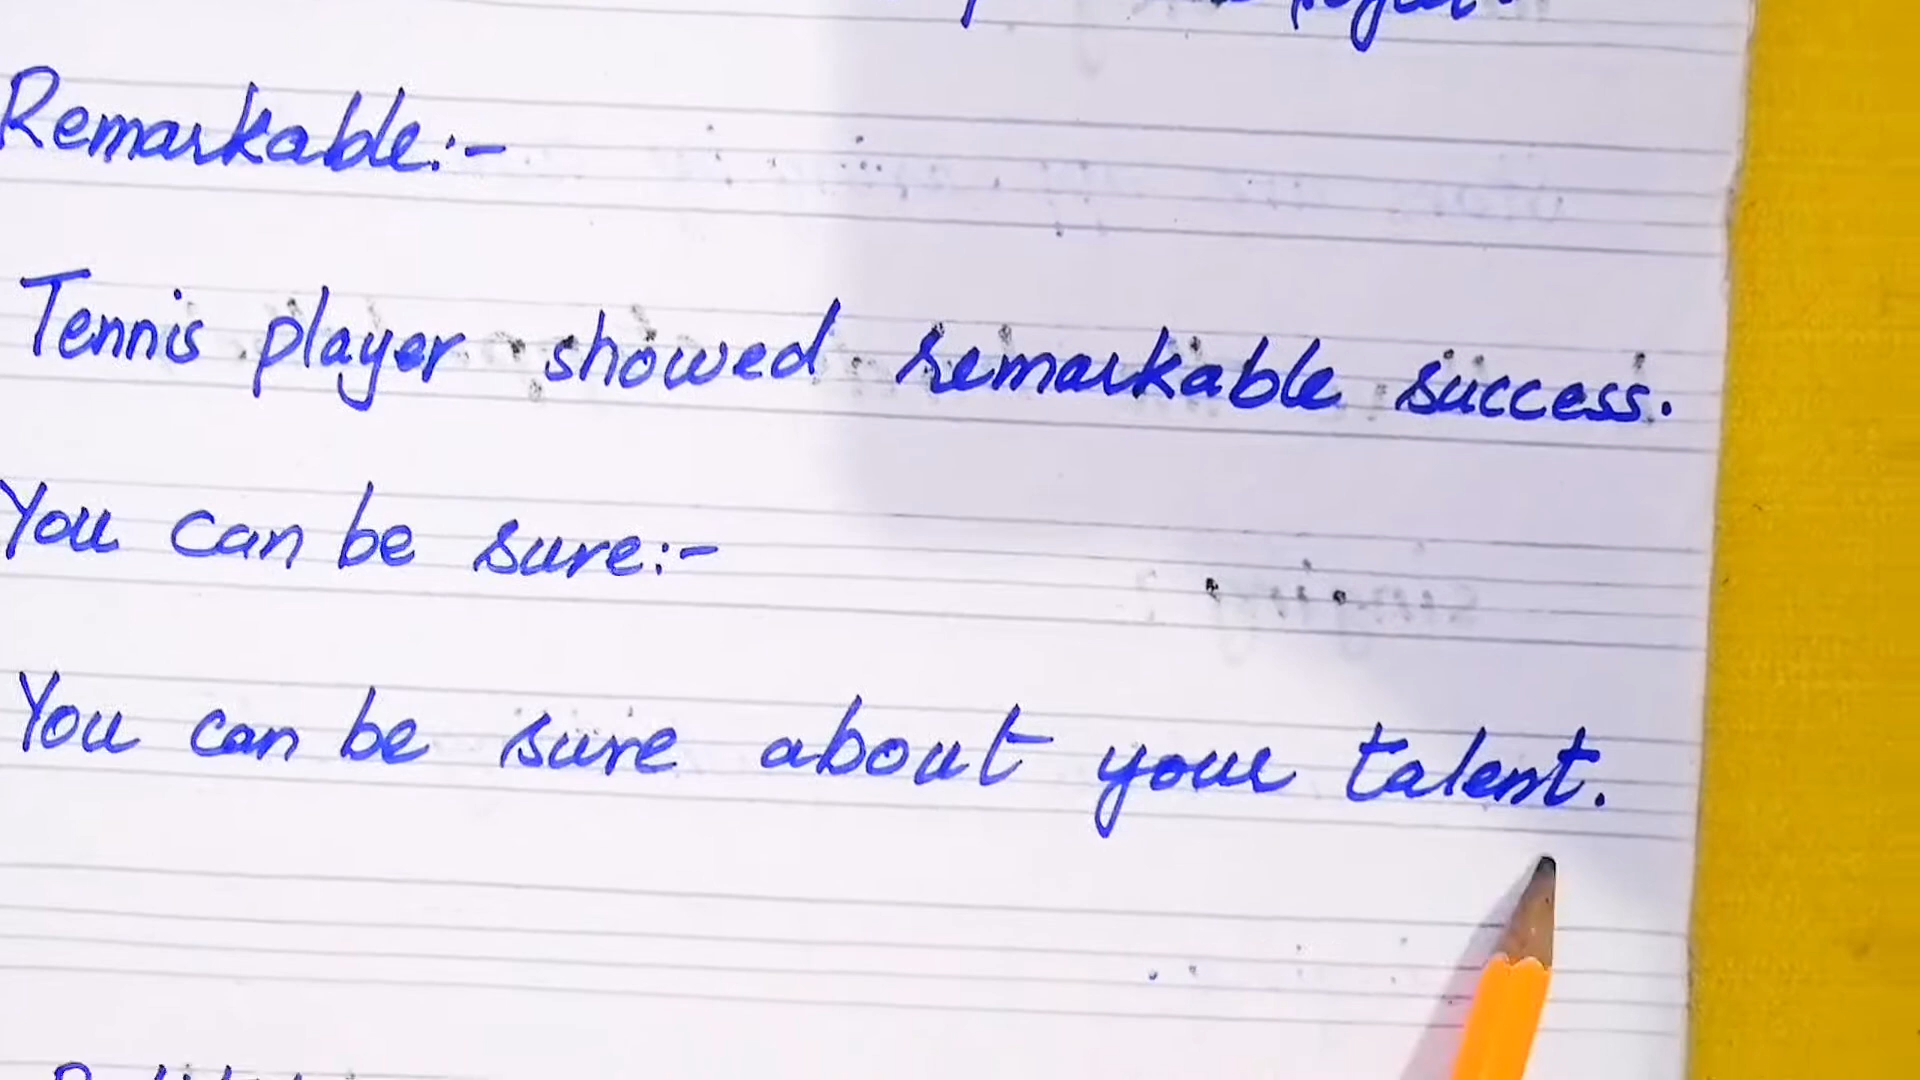 Remarkable:-
Tennis player showed remarkable success.
You can be sure:-
You can be sure about your talent.